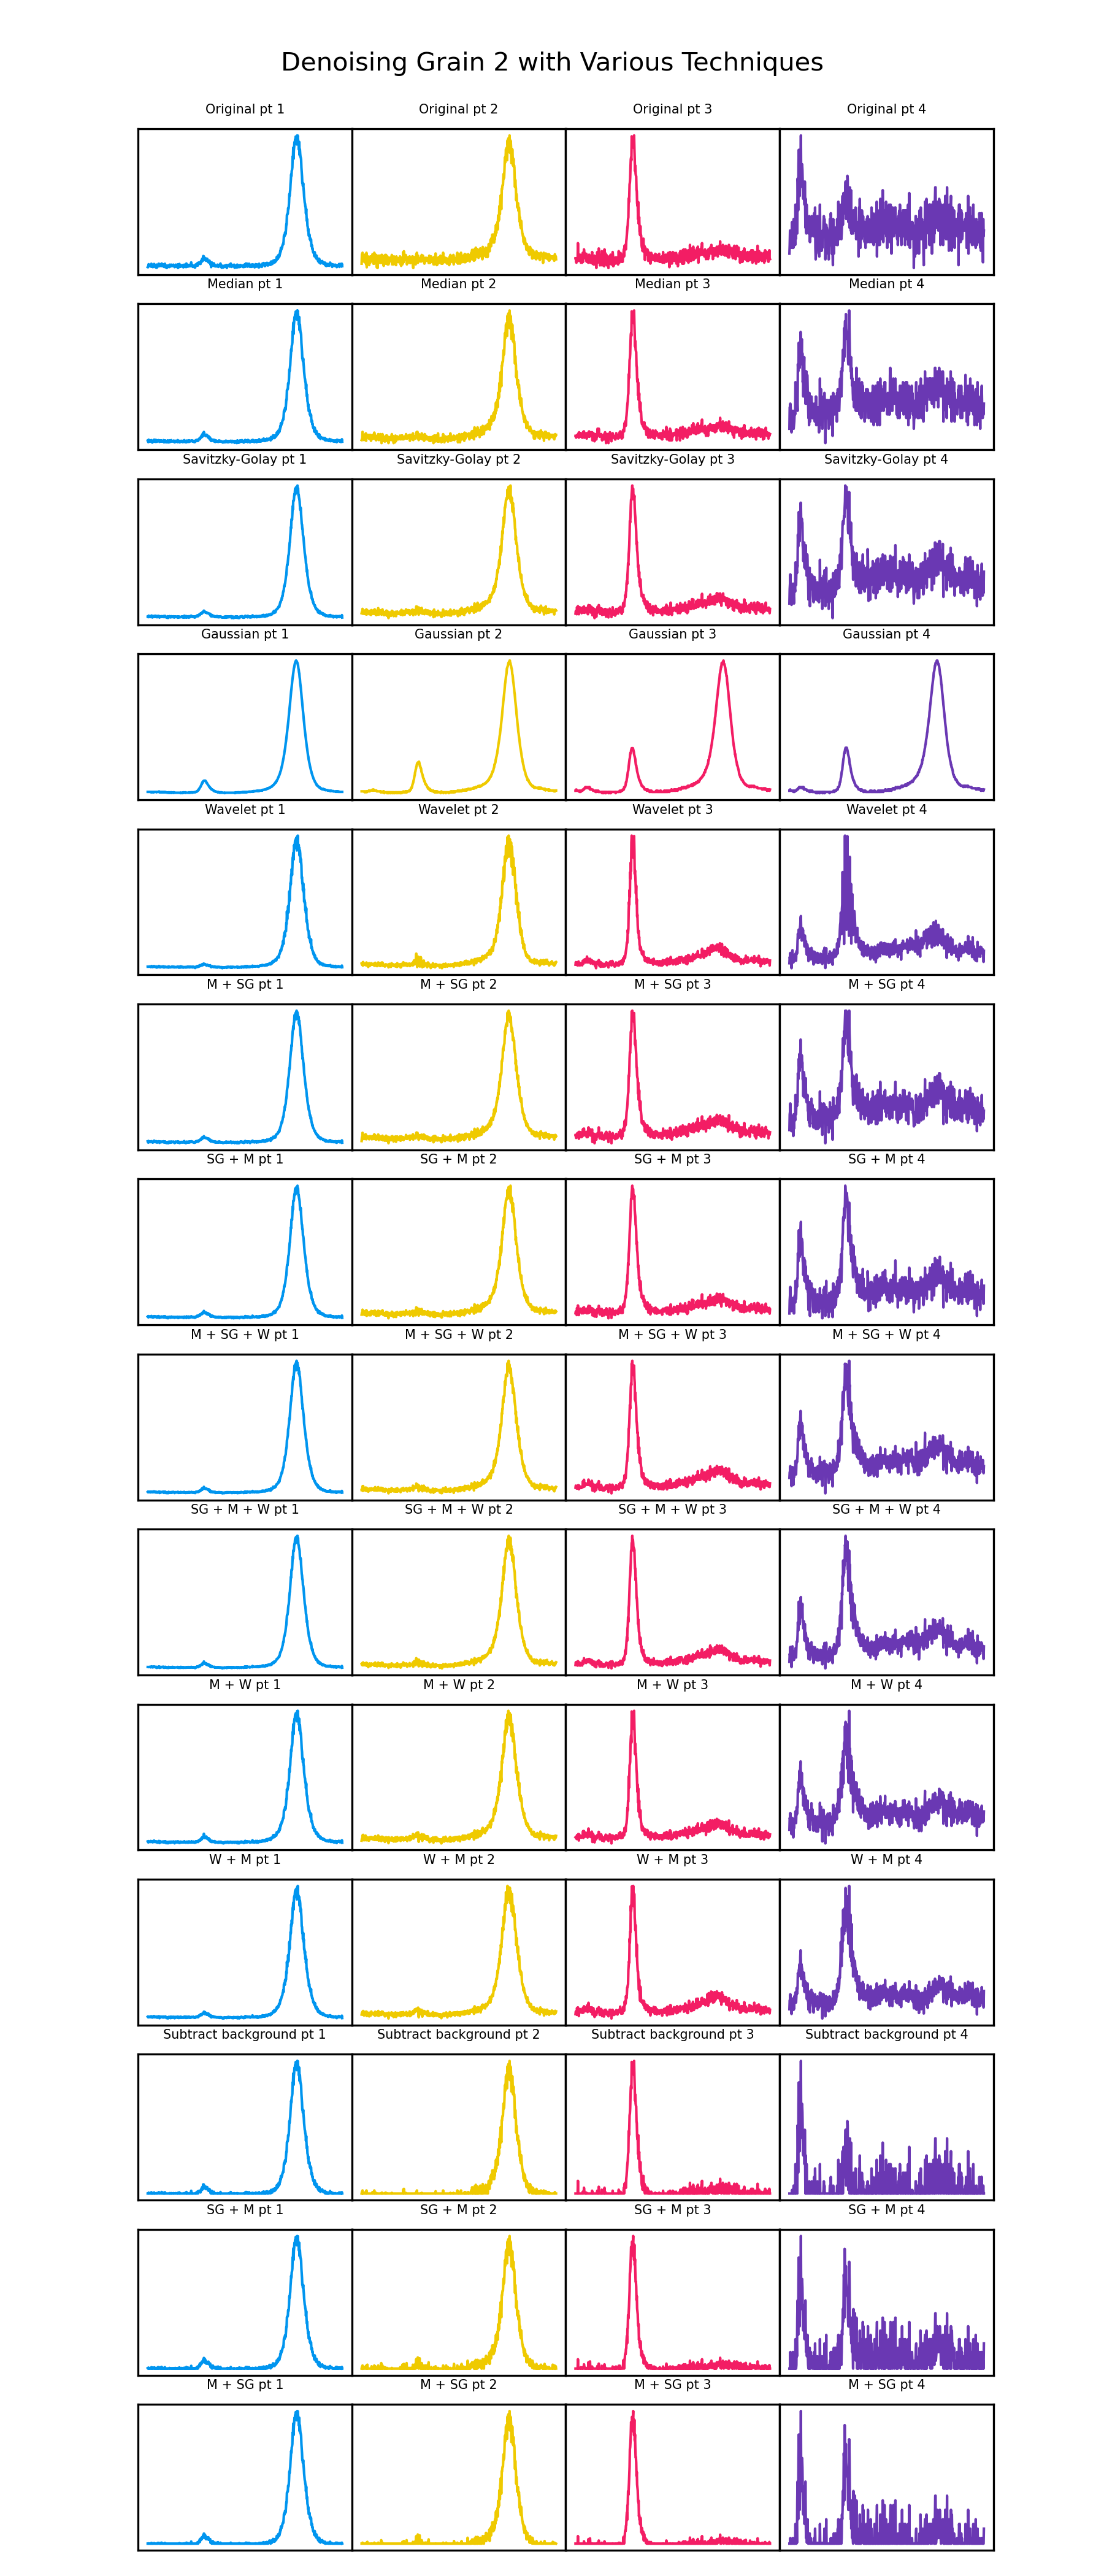 Denoising Grain 2 with Various Techniques
Original pt 1 Original pt 2 Original pt 3 Original pt 4
Median pt 1 Median pt 2 Median pt 3 Median pt 4
Savitzky-Golay pt 1 Savitzky-Golay pt 2 Savitzky-Golay pt 3 Savitzky-Golay pt 4
Gaussian pt 1 Gaussian pt 2 Gaussian pt 3 Gaussian pt 4
Wavelet pt 1 Wavelet pt 2 Wavelet pt 3 Wavelet pt 4
M + SG pt 1 M + SG pt 2 M + SG pt 3 M + SG pt 4
SG + M pt 1 SG + M pt 2 SG + M pt 3 SG + M pt 4
M + SG + W pt 1 M + SG + W pt 2 M + SG + W pt 3 M + SG + W pt 4
SG + M + W pt 1 SG + M + W pt 2 SG + M + W pt 3 SG + M + W pt 4
M + W pt 1 M + W pt 2 M + W pt 3 M + W pt 4
W + M pt 1 W + M pt 2 W + M pt 3 W + M pt 4
Subtract background pt 1 Subtract background pt 2 Subtract background pt 3 Subtract background pt 4
SG + M pt 1 SG + M pt 2 SG + M pt 3 SG + M pt 4
M + SG pt 1 M + SG pt 2 M + SG pt 3 M + SG pt 4